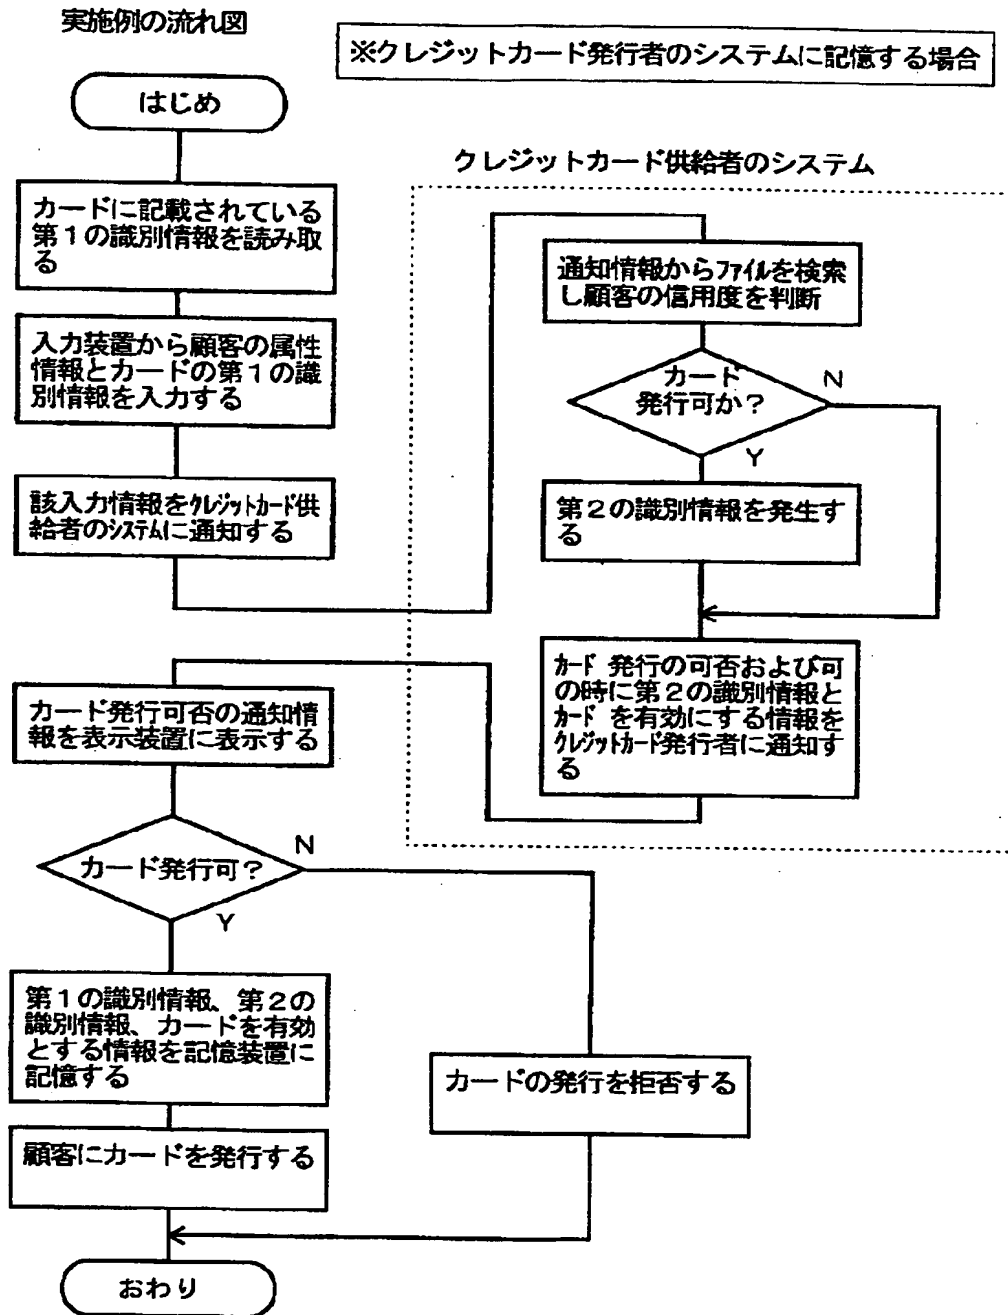 実施例の流れ図
※クレジットカード発行者のシステムに記憶する場合
はじめ
カードに記載されている
第1の識別情報を読み取
る
入力装置から顧客の属性
情報とカードの第1の識
別情報を入力する
該入力情報をｸﾚｼﾞｯﾄｶｰﾄﾞ供
給者のｼｽﾃﾑに通知する
クレジットカード供給者のシステム
通知情報からﾌｧｲﾙを検索
し顧客の信用度を判断
カード
発行可か？
N
Y
第2の識別情報を発生す
る
ｶｰﾄﾞ 発行の可否および可
の時に第2の識別情報と
ｶｰﾄﾞ を有効にする情報を
ｸﾚｼﾞｯﾄｶｰﾄﾞ発行者に通知す
る
カード発行可否の通知情
報を表示装置に表示する
カード発行可？
N
Y
第1の識別情報、第2の
識別情報、カードを有効
とする情報を記憶装置に
記憶する
カードの発行を拒否する
顧客にカードを発行する
おわり